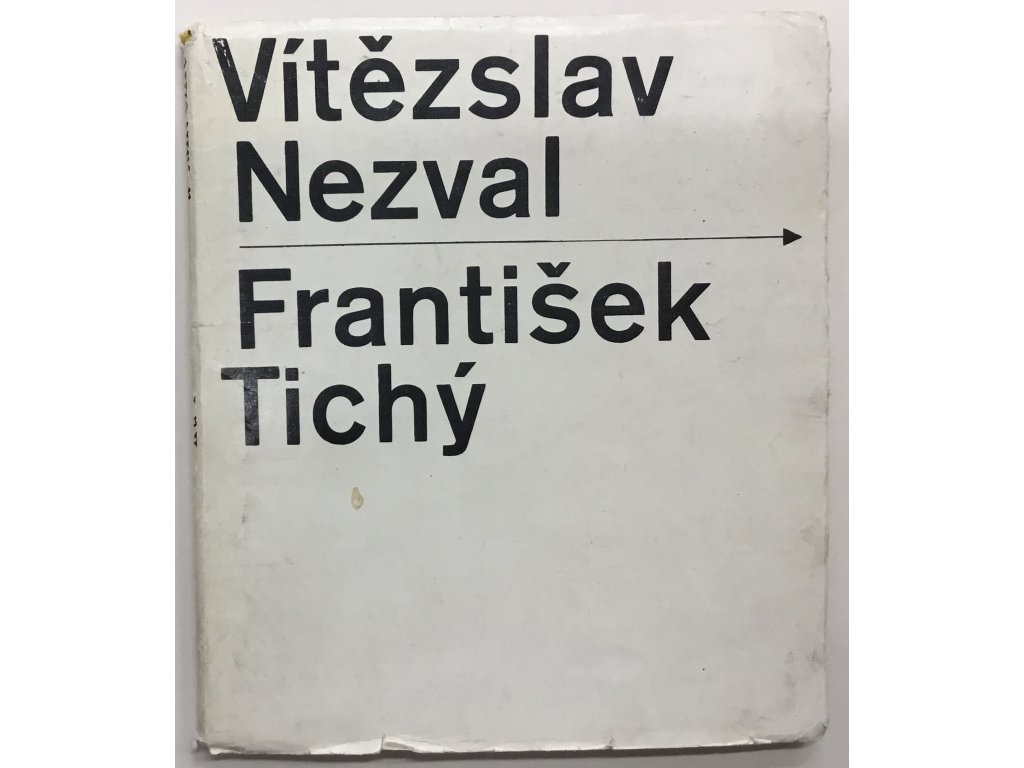 Vítězslav
Nezval
František
Tichý